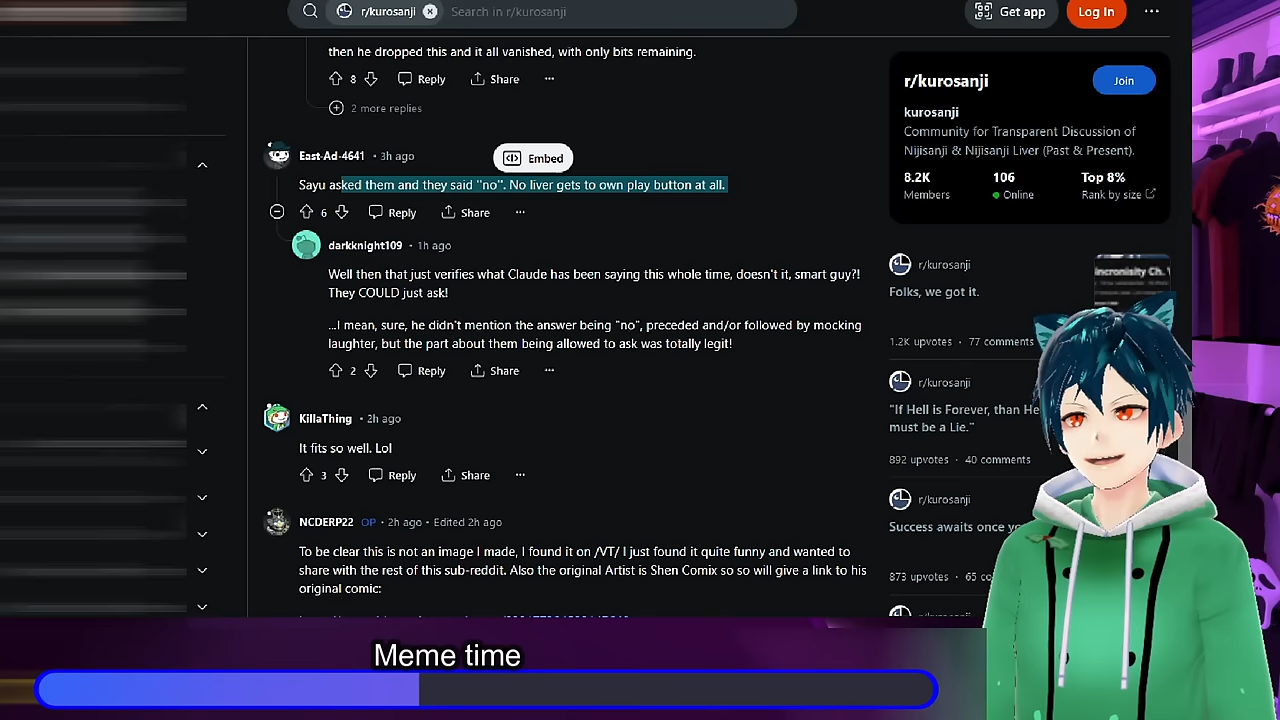 r/kurosanji
Search in r/kurosanji
Get app
Log In
then he dropped this and it all vanished, with only bits remaining.
8 Reply Share
2 more replies
East-Ad-4641 • 3h ago
Embed
Sayu asked them and they said "no". No liver gets to own play button at all.
6 Reply Share
darkknight109 • 1h ago
Well then that just verifies what Claude has been saying this whole time, doesn't it, smart guy?!
They COULD just ask!
...I mean, sure, he didn't mention the answer being "no", preceded and/or followed by mocking
laughter, but the part about them being allowed to ask was totally legit!
2 Reply Share
KillaThing • 2h ago
It fits so well. Lol
3 Reply Share
NCDERP22 OP • 2h ago • Edited 2h ago
To be clear this is not an image I made, I found it on /VT/ I just found it quite funny and wanted to
share with the rest of this sub-reddit. Also the original Artist is Shen Comix so so will give a link to his
original comic:
r/kurosanji
Join
kurosanji
Community for Transparent Discussion of
Nijisanji & Nijisanji Liver (Past & Present).
8.2K 106 Top 8%
Members Online Rank by size
r/kurosanji
Folks, we got it.
1.2K upvotes • 77 comments
r/kurosanji
"If Hell is Forever, than He
must be a Lie."
892 upvotes • 40 comments
r/kurosanji
Success awaits once yo
873 upvotes • 65 co
Meme time